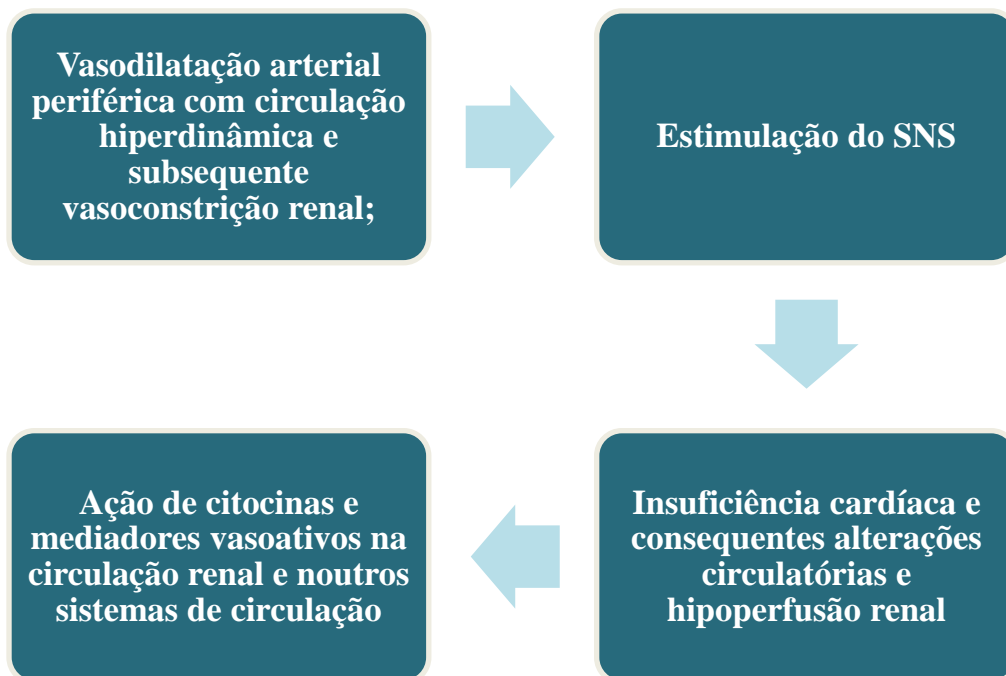 Vasodilatação arterial
periférica com circulação
hiperdinâmica e
subsequente
vasoconstrição renal;
Estimulação do SNS
Insuficiência cardíaca e
consequentes alterações
circulatórias e
hipoperfusão renal
Ação de citocinas e
mediadores vasoativos na
circulação renal e noutros
sistemas de circulação